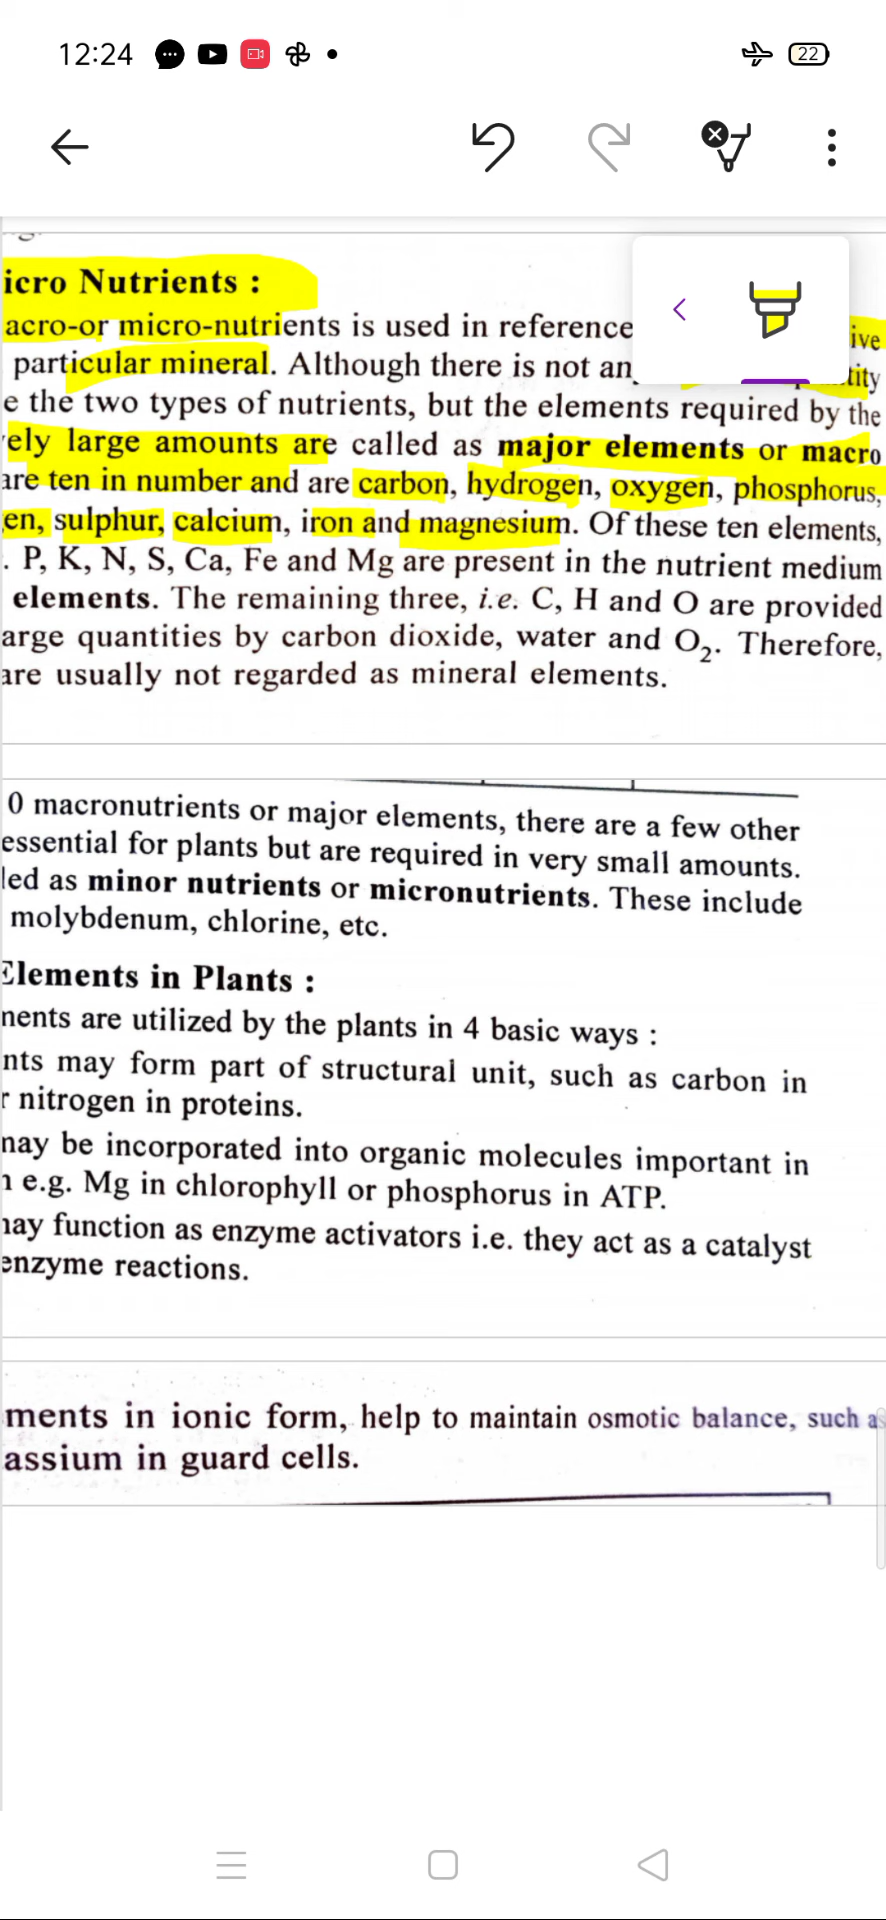 12:24
22
icro Nutrients :
acro-or micro-nutrients is used in reference
ive
particular mineral. Although there is not an
tity
e the two types of nutrients, but the elements required by the
ely large amounts are called as major elements or macro
are ten in number and are carbon, hydrogen, oxygen, phosphorus,
en, sulphur, calcium, iron and magnesium. Of these ten elements,
. P, K, N, S, Ca, Fe and Mg are present in the nutrient medium
elements. The remaining three, i.e. C, H and O are provided
arge quantities by carbon dioxide, water and O₂. Therefore,
are usually not regarded as mineral elements.
0 macronutrients or major elements, there are a few other
essential for plants but are required in very small amounts.
led as minor nutrients or micronutrients. These include
molybdenum, chlorine, etc.
Elements in Plants :
nents are utilized by the plants in 4 basic ways :
nts may form part of structural unit, such as carbon in
r nitrogen in proteins.
may be incorporated into organic molecules important in
n e.g. Mg in chlorophyll or phosphorus in ATP.
may function as enzyme activators i.e. they act as a catalyst
enzyme reactions.
ments in ionic form, help to maintain osmotic balance, such as
assium in guard cells.